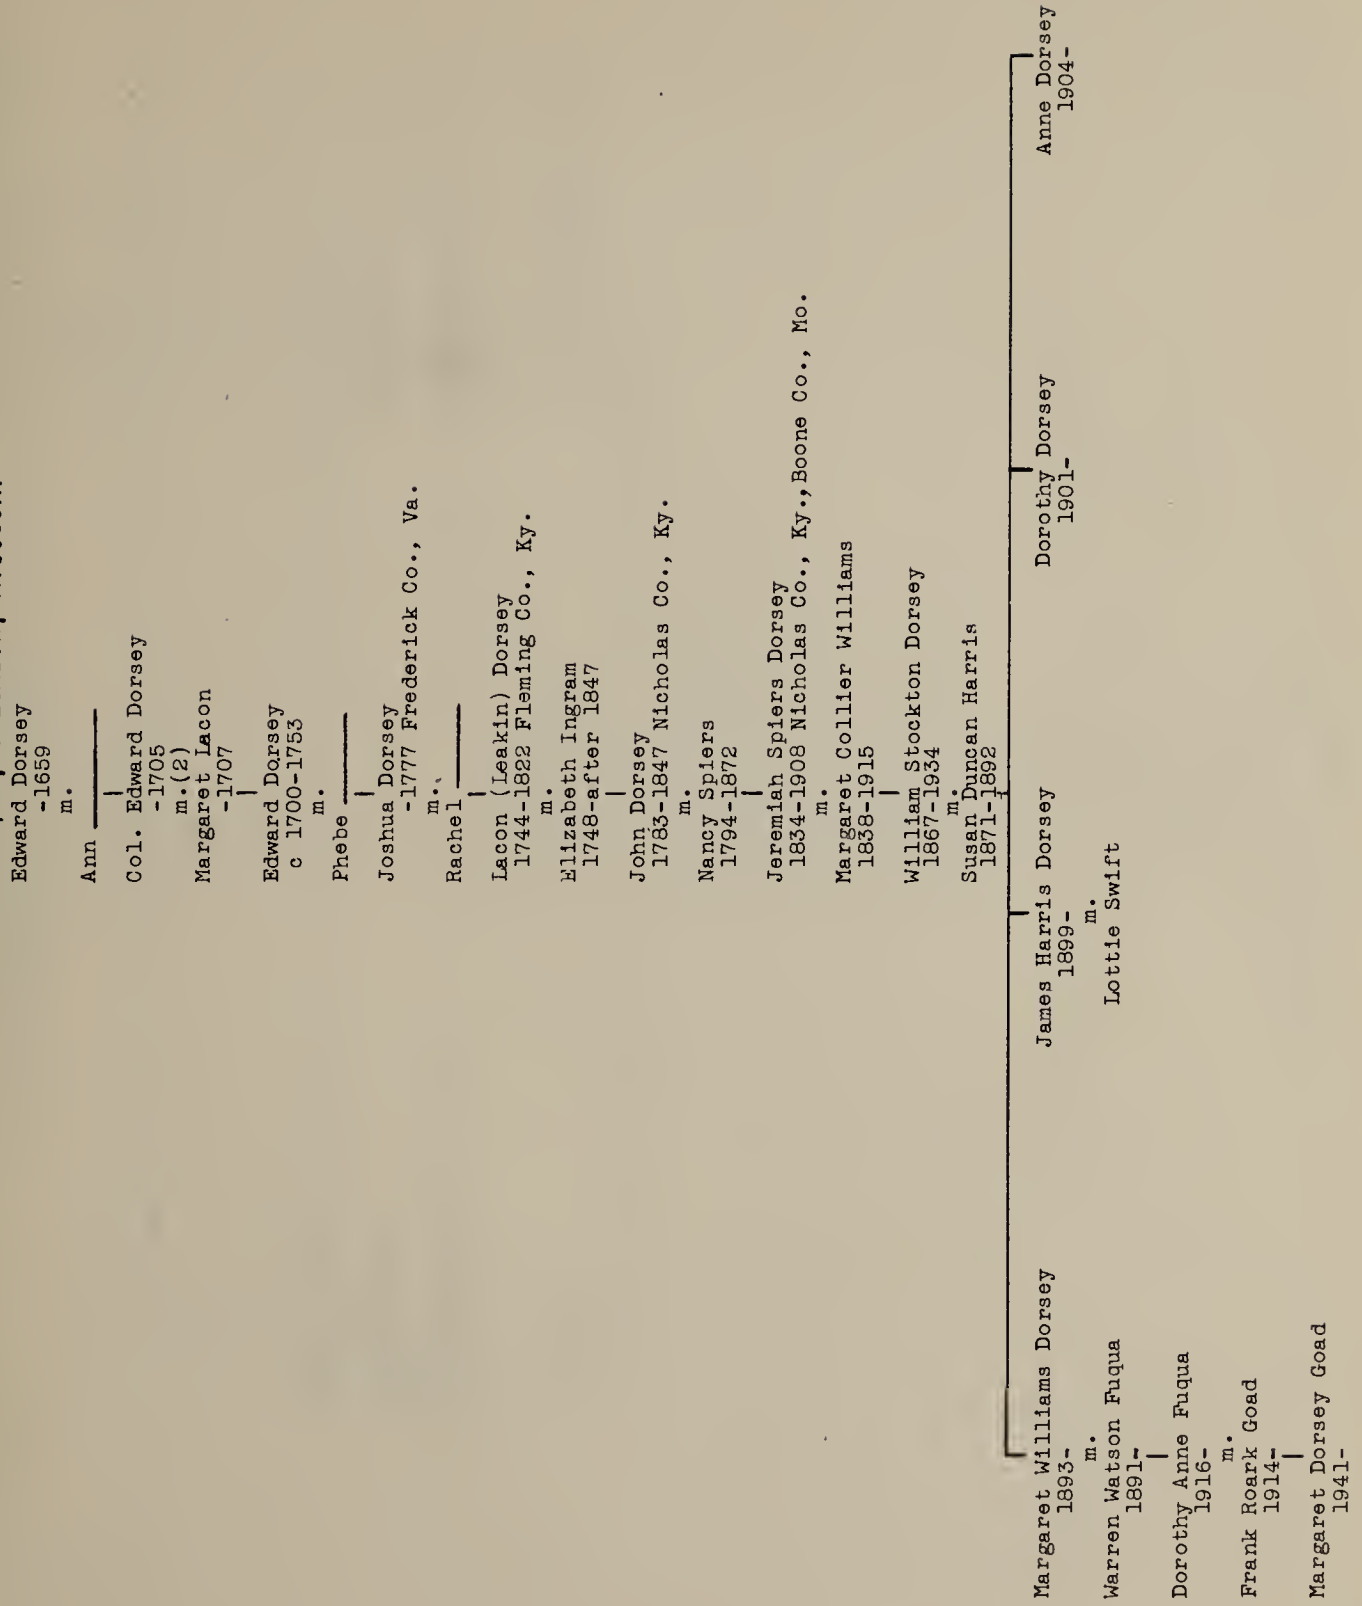 Edward Dorsey
-1659
m.
Ann
Col. Edward Dorsey
-1705
m.(2)
Margaret Lacon
-1707
Edward Dorsey
c 1700-1753
m.
Phebe
Joshua Dorsey
-1777 Frederick Co., Va.
m.
Rachel
Lacon (Leakin) Dorsey
1744-1822 Fleming Co., Ky.
m.
Elizabeth Ingram
1748-after 1847
John Dorsey
1783-1847 Nicholas Co., Ky.
m.
Nancy Spiers
1794-1872
Jeremiah Spiers Dorsey
1834-1908 Nicholas Co., Ky.,Boone Co., Mo.
m.
Margaret Collier Williams
1838-1915
William Stockton Dorsey
1867-1934
m.
Susan Duncan Harris
1871-1892
Margaret Williams Dorsey
1893-
m.
Warren Watson Fuqua
1891-
Dorothy Anne Fuqua
1916-
m.
Frank Roark Goad
1914-
Margaret Dorsey Goad
1941-
James Harris Dorsey
1899-
m.
Lottie Swift
Dorothy Dorsey
1901-
Anne Dorsey
1904-